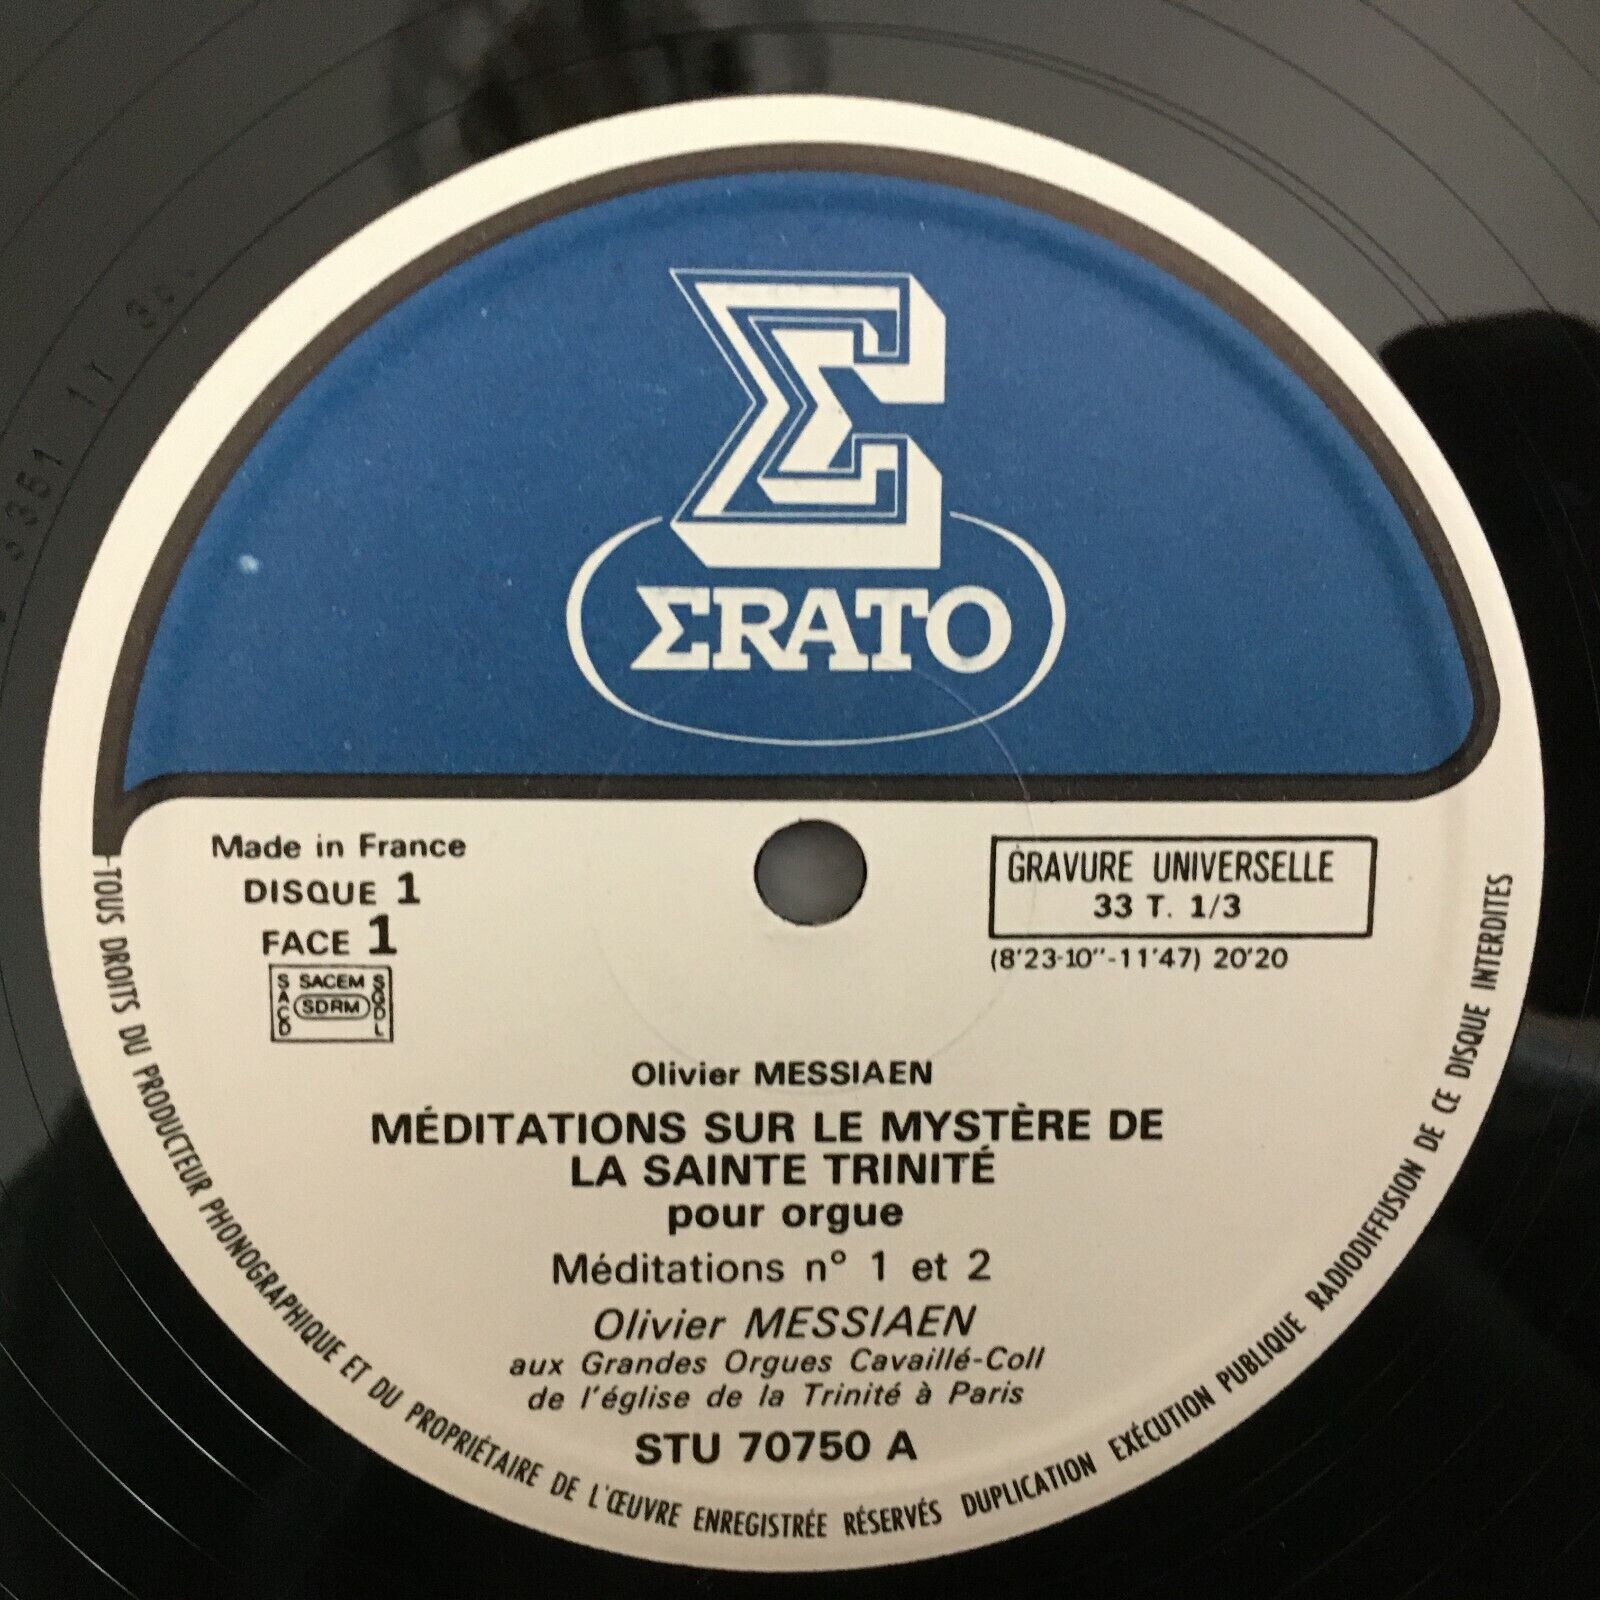 Σ
ΣRATO
Made in France
DISQUE 1
FACE 1
SACD SACEM SGDL
SDRM
GRAVURE UNIVERSELLE
33 T. 1/3
(8'23-10"-11'47) 20'20
Olivier MESSIAEN
MÉDITATIONS SUR LE MYSTÈRE DE
LA SAINTE TRINITÉ
pour orgue
Méditations n° 1 et 2
Olivier MESSIAEN
aux Grandes Orgues Cavaillé-Coll
de l'église de la Trinité à Paris
STU 70750 A
TOUS DROITS DU PRODUCTEUR PHONOGRAPHIQUE ET DU PROPRIÉTAIRE DE L'ŒUVRE ENREGISTRÉE RÉSERVÉS DUPLICATION EXÉCUTION PUBLIQUE RADIODIFFUSION DE CE DISQUE INTERDITES